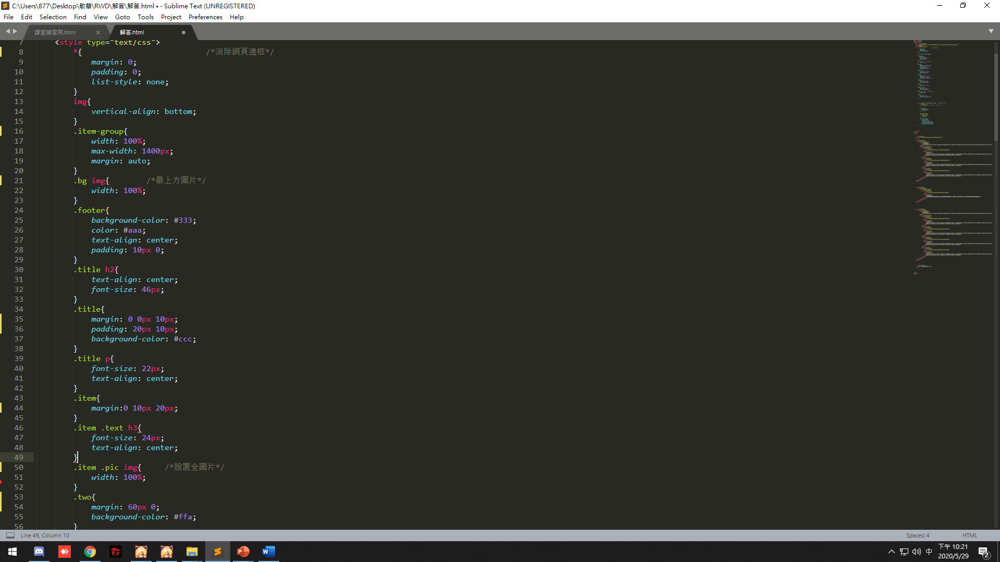 C:\Users\877\Desktop\敏華\RWD\解答\解答.html • - Sublime Text (UNREGISTERED)
File Edit Selection Find View Goto Tools Project Preferences Help
課堂練習用.html 解答.html
7 <style type="text/css">
8 *{ /*消除網頁邊框*/
9 margin: 0;
10 padding: 0;
11 list-style: none;
12 }
13 img{
14 vertical-align: bottom;
15 }
16 .item-group{
17 width: 100%;
18 max-width: 1400px;
19 margin: auto;
20 }
21 .bg img{ /*最上方圖片*/
22 width: 100%;
23 }
24 .footer{
25 background-color: #333;
26 color: #aaa;
27 text-align: center;
28 padding: 10px 0;
29 }
30 .title h2{
31 text-align: center;
32 font-size: 46px;
33 }
34 .title{
35 margin: 0 0px 10px;
36 padding: 20px 10px;
37 background-color: #ccc;
38 }
39 .title p{
40 font-size: 22px;
41 text-align: center;
42 }
43 .item{
44 margin:0 10px 20px;
45 }
46 .item .text h3{
47 font-size: 24px;
48 text-align: center;
49 }
50 .item .pic img{ /*設置全圖片*/
51 width: 100%;
52 }
53 .two{
54 margin: 60px 0;
55 background-color: #ffa;
56 }
Line 49, Column 10 Spaces: 4 HTML
中 下午 10:21
2020/5/29 2